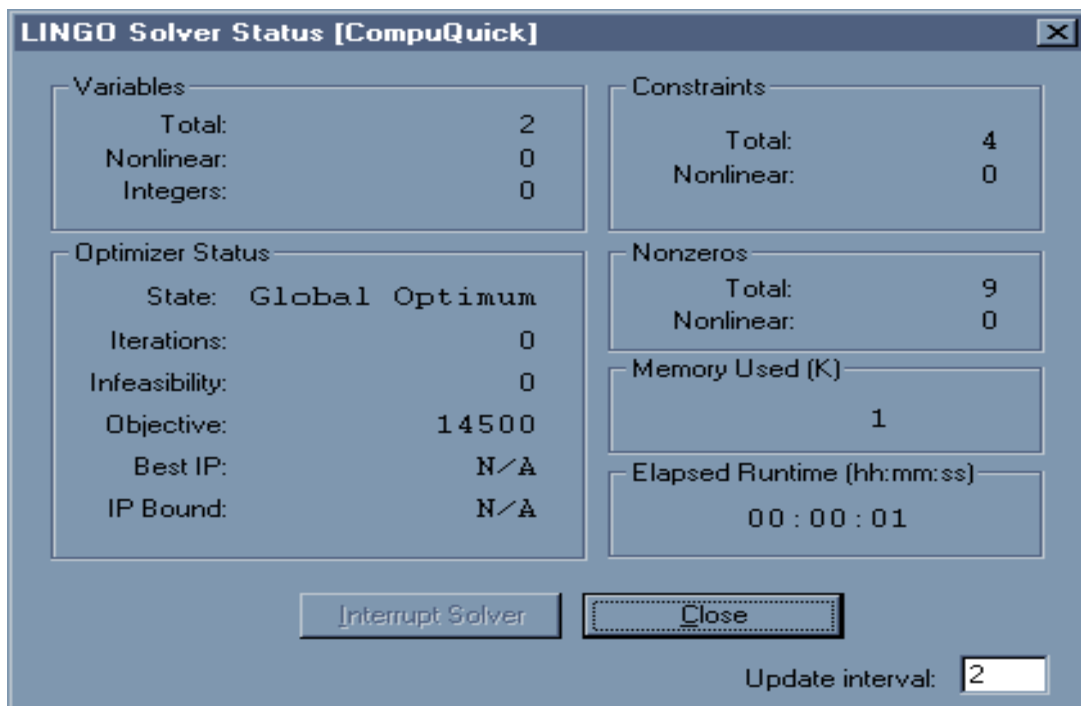 LINGO Solver Status [CompuQuick]
Variables
Total: 2
Nonlinear: 0
Integers: 0
Constraints
Total: 4
Nonlinear: 0
Optimizer Status
State: Global Optimum
Iterations: 0
Infeasibility: 0
Objective: 14500
Best IP: N/A
IP Bound: N/A
Nonzeros
Total: 9
Nonlinear: 0
Memory Used (K)
1
Elapsed Runtime (hh:mm:ss)
00:00:01
Interrupt Solver
Close
Update interval: 2